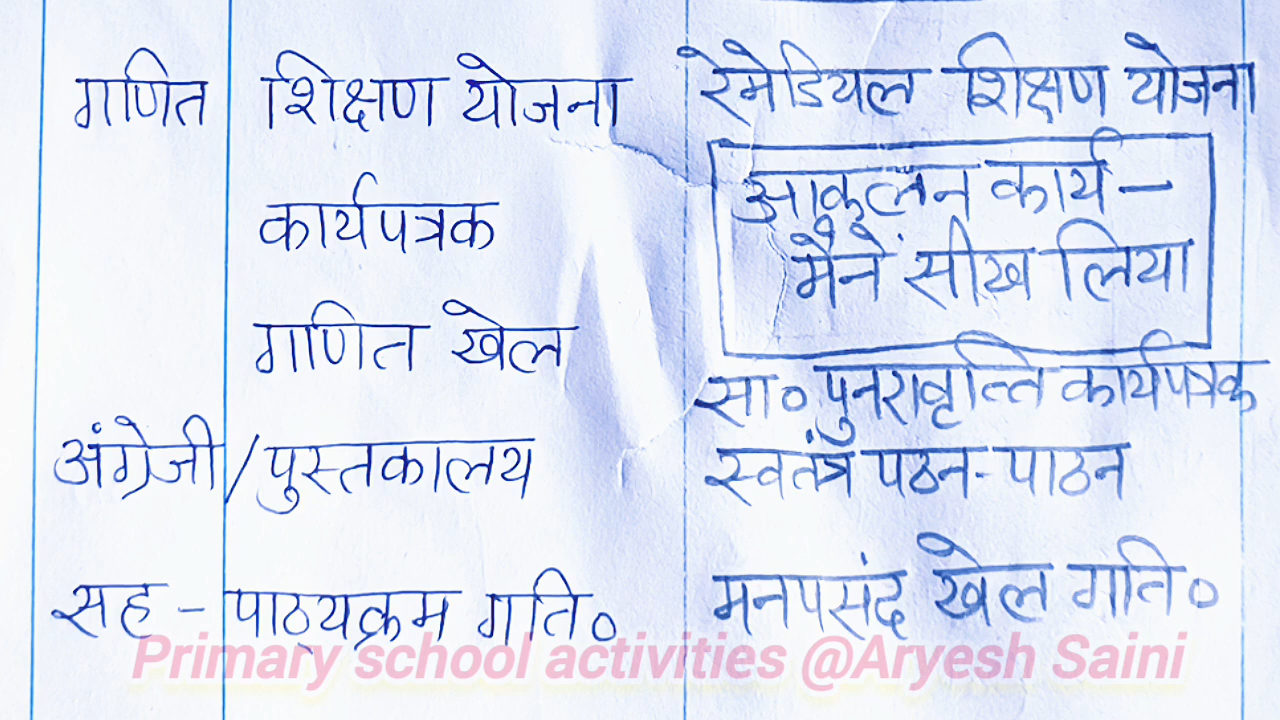 गणित शिक्षण योजना रेमेडियल शिक्षण योजना
कार्यपत्रक आकलन कार्य –
मैनें सीख लिया
गणित खेल
सा० पुनरावृत्ति कार्यपत्रक
अंग्रेजी/पुस्तकालय स्वतंत्र पठन-पाठन
सह - पाठ्यक्रम गति० मनपसंद खेल गति०
Primary school activities @Aryesh Saini